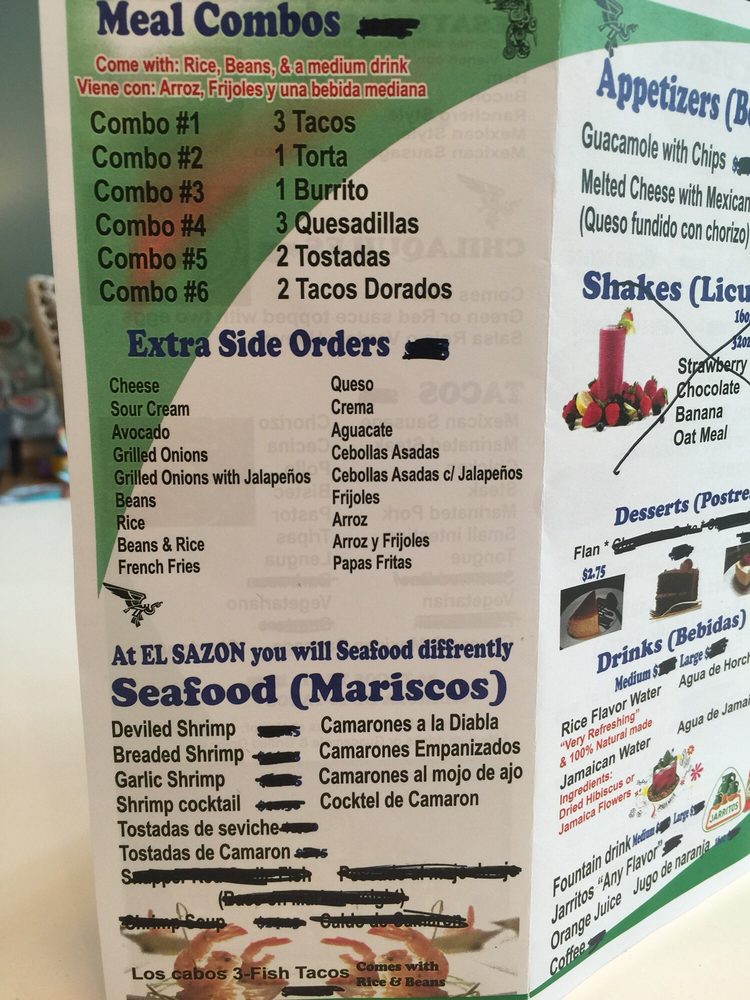 Meal Combos
Come with: Rice, Beans, & a medium drink
Viene con: Arroz, Frijoles y una bebida mediana
Combo #1 3 Tacos
Combo #2 1 Torta
Combo #3 1 Burrito
Combo #4 3 Quesadillas
Combo #5 2 Tostadas
Combo #6 2 Tacos Dorados
Extra Side Orders
Cheese Queso
Sour Cream Crema
Avocado Aguacate
Grilled Onions Cebollas Asadas
Grilled Onions with Jalapeños Cebollas Asadas c/ Jalapeños
Beans Frijoles
Rice Arroz
Beans & Rice Arroz y Frijoles
French Fries Papas Fritas
At EL SAZON you will Seafood diffrently
Seafood (Mariscos)
Deviled Shrimp Camarones a la Diabla
Breaded Shrimp Camarones Empanizados
Garlic Shrimp Camarones al mojo de ajo
Shrimp cocktail Cocktel de Camaron
Tostadas de seviche
Tostadas de Camaron
Shrimp Soup Caldo de Camaron
Los cabos 3-Fish Tacos Comes with
Rice & Beans
Appetizers
Guacamole with Chips
Melted Cheese with Mexican
(Queso fundido con chorizo)
Shakes
Strawberry
Chocolate
Banana
Oat Meal
Desserts
Flan *
$2.75
Drinks (Bebidas)
Medium $ Large $
Rice Flavor Water Agua de
"Very Refreshing"
& 100% Natural made
Jamaican Water Agua de
Ingredients:
Dried Hibiscus or
Jamaica Flowers
JARRITOS
Fountain drink Medium Large $
Jarritos "Any Flavor"
Orange Juice Jugo de naranja
Coffee